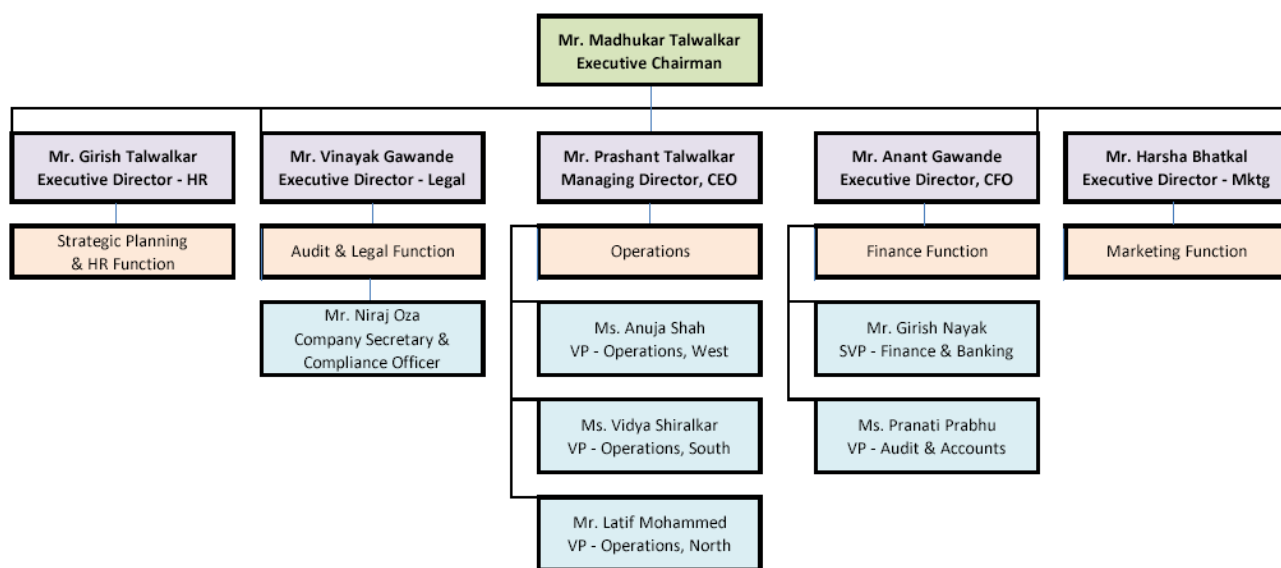 Mr. Madhukar Talwalkar
Executive Chairman
Mr. Girish Talwalkar
Executive Director - HR
Mr. Vinayak Gawande
Executive Director - Legal
Mr. Prashant Talwalkar
Managing Director, CEO
Mr. Anant Gawande
Executive Director, CFO
Mr. Harsha Bhatkal
Executive Director - Mktg
Strategic Planning
& HR Function
Audit & Legal Function
Operations
Finance Function
Marketing Function
Mr. Niraj Oza
Company Secretary &
Compliance Officer
Ms. Anuja Shah
VP - Operations, West
Mr. Girish Nayak
SVP - Finance & Banking
Ms. Vidya Shiralkar
VP - Operations, South
Ms. Pranati Prabhu
VP - Audit & Accounts
Mr. Latif Mohammed
VP - Operations, North